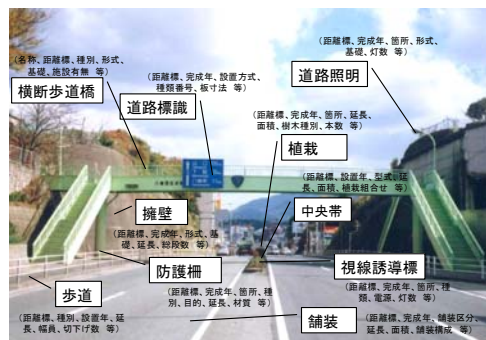 (名称、距離標、種別、形式、
基礎、施設有無 等)
横断歩道橋
(距離標、完成年、設置方式、
種類番号、板寸法 等)
道路標識
(距離標、完成年、箇所、形式、
基礎、灯数 等)
道路照明
(距離標、完成年、箇所、延長、
面積、樹木種別、本数 等)
植栽
(距離標、設置年、型式、延
長、面積、植栽組合せ 等)
中央帯
擁壁
(距離標、完成年、形式、基
礎、延長、総段数 等)
防護柵
(距離標、完成年、箇所、種
別、目的、延長、材質 等)
視線誘導標
(距離標、完成年、箇所、種
類、電源、灯数 等)
歩道
(距離標、種別、設置年、延
長、幅員、切下げ数 等)
舗装
(距離標、完成年、舗装区分、
延長、面積、舗装構成 等)